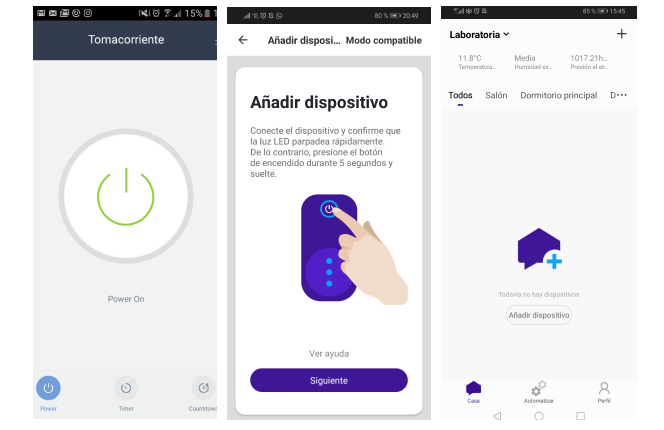 15%
Tomacorriente
Power On
Power
Timer
Countdown
80 %
20:49
Añadir disposi...
Modo compatible
Añadir dispositivo
Conecte el dispositivo y confirme que
la luz LED parpadea rápidamente.
De lo contrario, presione el botón
de encendido durante 5 segundos y
suelte.
Ver ayuda
Siguiente
85 %
15:45
Laboratoria
11.8°C
Media
1017.21h...
Temperatura...
Humedad ex...
Presión al air...
Todos
Salón
Dormitorio principal
D
Todavía no hay dispositivos
Añadir dispositivo
Casa
Automatizar
Perfil